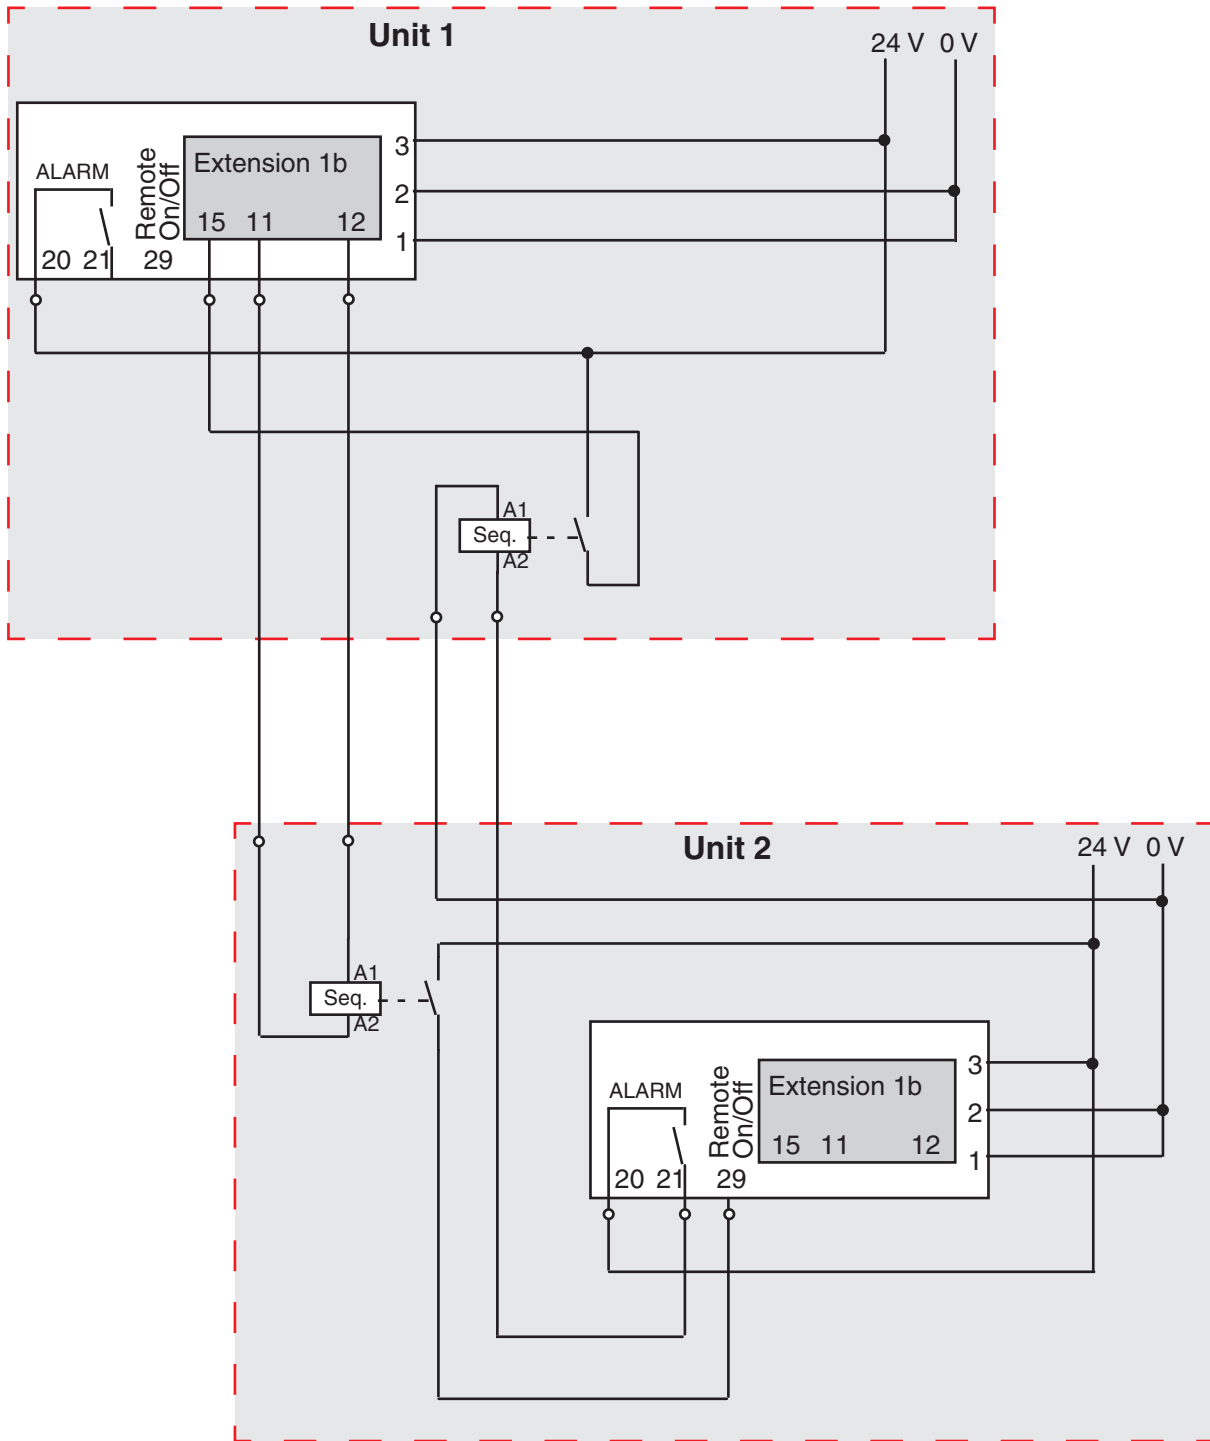 Unit 1
24 V 0 V
ALARM
Remote
On/Off
Extension 1b
3
2
1
15 11 12
20 21 29
A1
Seq.
A2
Unit 2
24 V 0 V
A1
Seq.
A2
ALARM
Remote
On/Off
Extension 1b
3
2
1
15 11 12
20 21 29